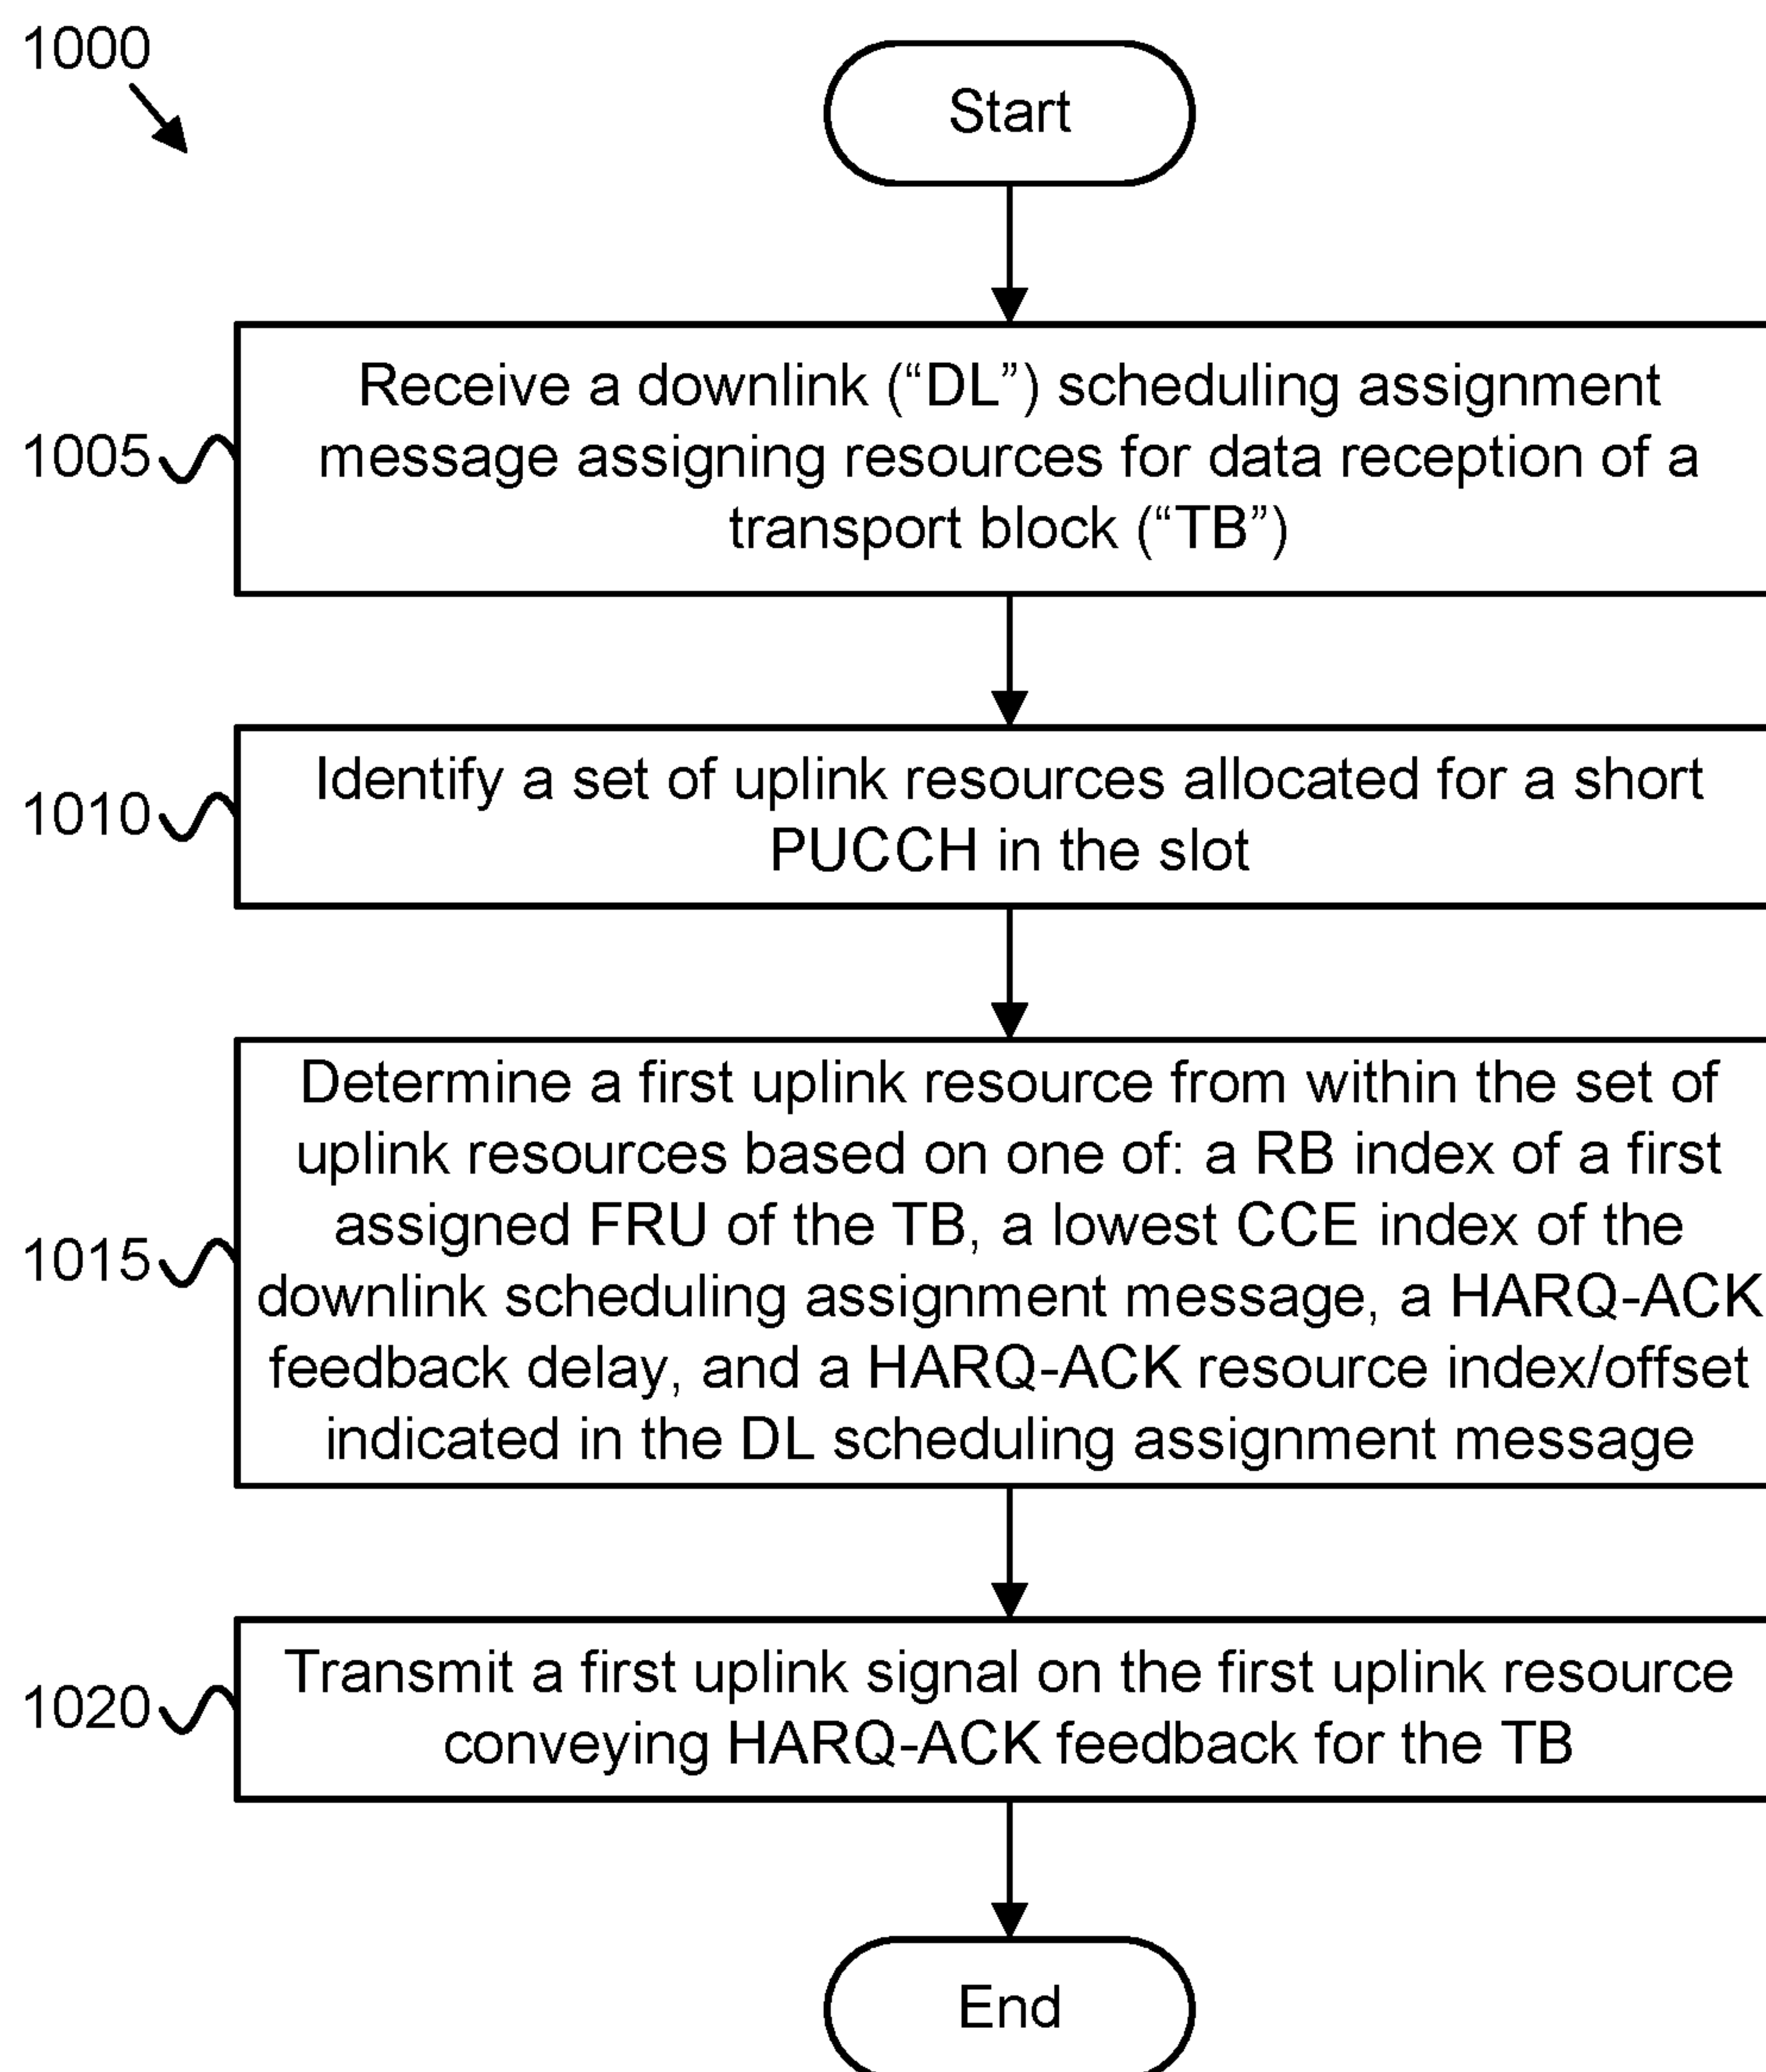 1000
Start
Receive a downlink (“DL”) scheduling assignment
message assigning resources for data reception of a
transport block (“TB”)
1005
Identify a set of uplink resources allocated for a short
PUCCH in the slot
1010
Determine a first uplink resource from within the set of
uplink resources based on one of: a RB index of a first
assigned FRU of the TB, a lowest CCE index of the
downlink scheduling assignment message, a HARQ-ACK
feedback delay, and a HARQ-ACK resource index/offset
indicated in the DL scheduling assignment message
1015
Transmit a first uplink signal on the first uplink resource
conveying HARQ-ACK feedback for the TB
1020
End